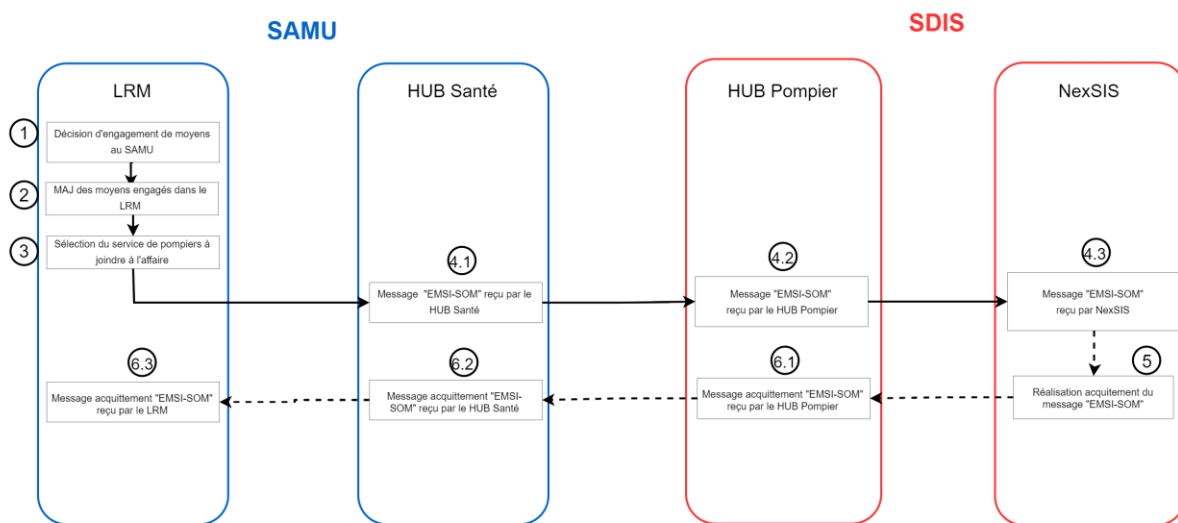 SAMU
SDIS
LRM
HUB Santé
HUB Pompier
NexSIS
1
Décision d'engagement de moyens
au SAMU
2
MAJ des moyens engagés dans le
LRM
3
Sélection du service de pompiers à
joindre à l'affaire
4.1
Message "EMSI-SOM" reçu par le
HUB Santé
4.2
Message "EMSI-SOM"
reçu par le HUB Pompier
4.3
Message "EMSI-SOM"
reçu par NexSIS
5
Réalisation acquitement du
message "EMSI-SOM"
6.1
Message acquittement "EMSI-SOM"
reçu par le HUB Pompier
6.2
Message acquittement "EMSI-
SOM" reçu par le HUB Santé
6.3
Message acquittement "EMSI-SOM"
reçu par le LRM